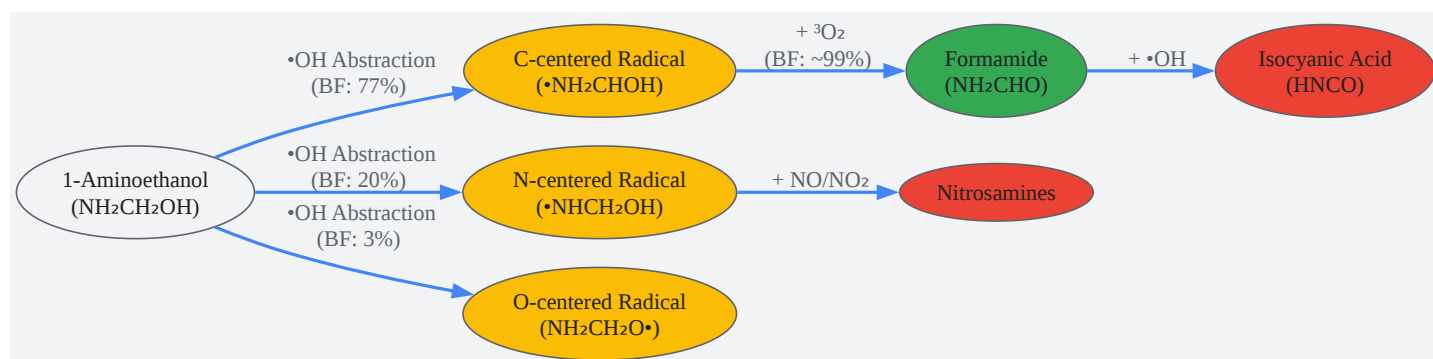 •OH Abstraction
(BF: 77%)
C-centered Radical
(•NH₂CHOH)
+ ³O₂
(BF: ~99%)
Formamide
(NH₂CHO)
+ •OH
Isocyanic Acid
(HNCO)
1-Aminoethanol
(NH₂CH₂OH)
•OH Abstraction
(BF: 20%)
N-centered Radical
(•NHCH₂OH)
+ NO/NO₂
Nitrosamines
•OH Abstraction
(BF: 3%)
O-centered Radical
(NH₂CH₂O•)